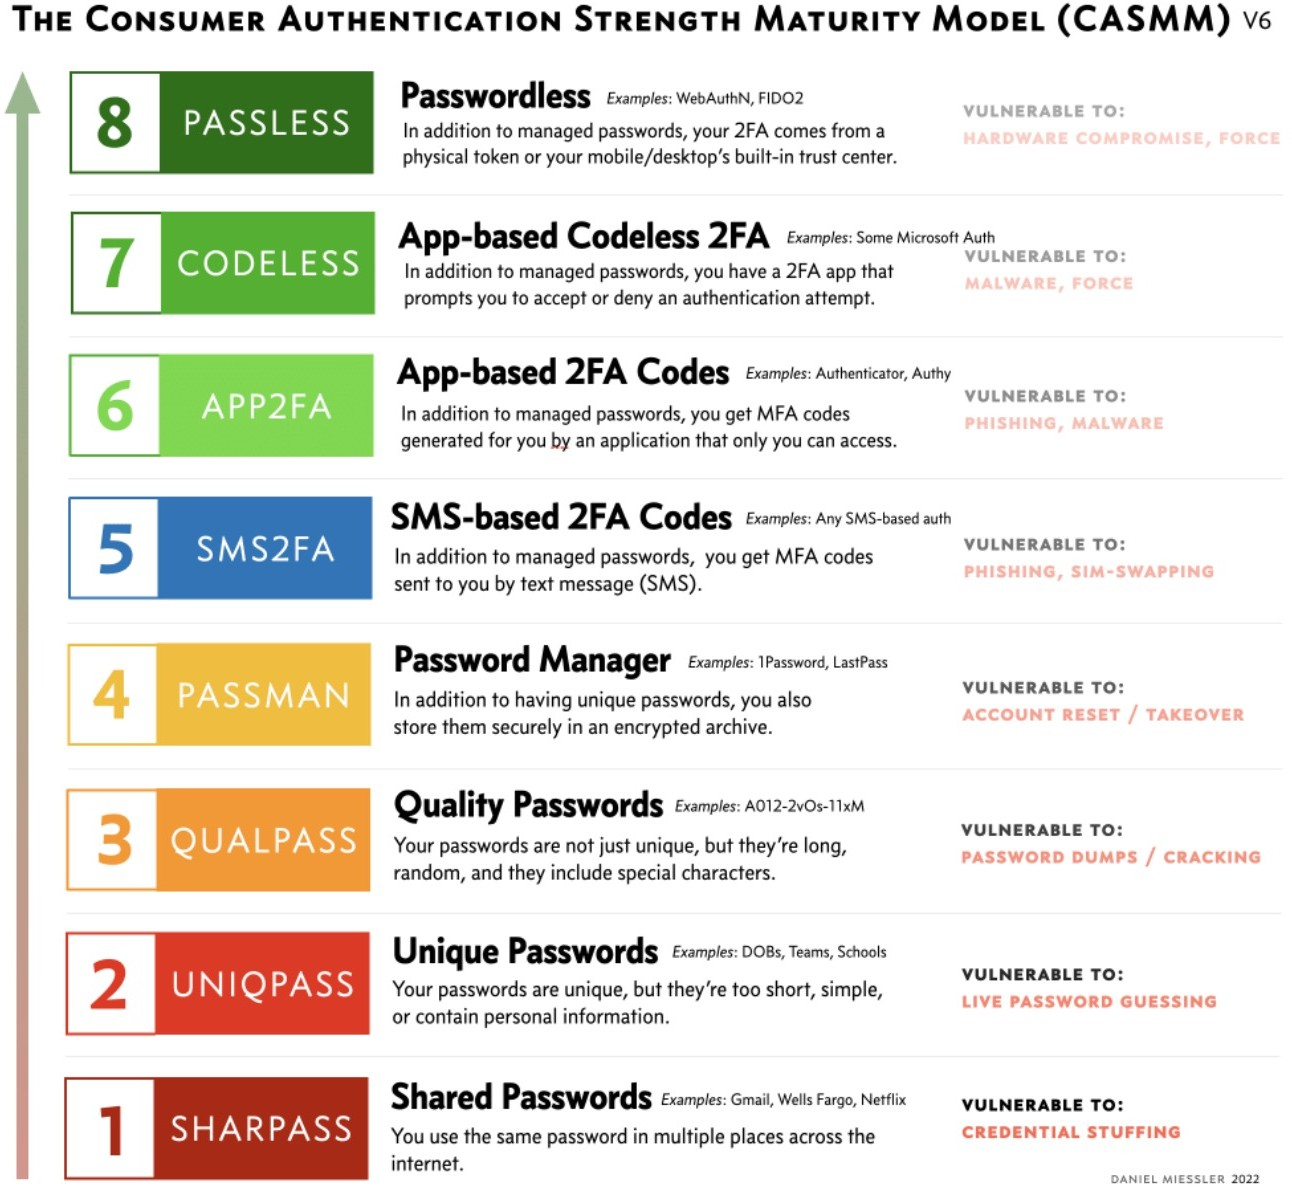 The Consumer Authentication Strength Maturity Model (CASMM) V6
8 PASSLESS
Passwordless Examples: WebAuthN, FIDO2
In addition to managed passwords, your 2FA comes from a
physical token or your mobile/desktop's built-in trust center.
VULNERABLE TO:
HARDWARE COMPROMISE, FORCE
7 CODELESS
App-based Codeless 2FA Examples: Some Microsoft Auth
In addition to managed passwords, you have a 2FA app that
prompts you to accept or deny an authentication attempt.
VULNERABLE TO:
MALWARE, FORCE
6 APP2FA
App-based 2FA Codes Examples: Authenticator, Authy
In addition to managed passwords, you get MFA codes
generated for you by an application that only you can access.
VULNERABLE TO:
PHISHING, MALWARE
5 SMS2FA
SMS-based 2FA Codes Examples: Any SMS-based auth
In addition to managed passwords, you get MFA codes
sent to you by text message (SMS).
VULNERABLE TO:
PHISHING, SIM-SWAPPING
4 PASSMAN
Password Manager Examples: 1Password, LastPass
In addition to having unique passwords, you also
store them securely in an encrypted archive.
VULNERABLE TO:
ACCOUNT RESET / TAKEOVER
3 QUALPASS
Quality Passwords Examples: A012-2vOs-11xM
Your passwords are not just unique, but they're long,
random, and they include special characters.
VULNERABLE TO:
PASSWORD DUMPS / CRACKING
2 UNIQPASS
Unique Passwords Examples: DOBs, Teams, Schools
Your passwords are unique, but they're too short, simple,
or contain personal information.
VULNERABLE TO:
LIVE PASSWORD GUESSING
1 SHARPASS
Shared Passwords Examples: Gmail, Wells Fargo, Netflix
You use the same password in multiple places across the
internet.
VULNERABLE TO:
CREDENTIAL STUFFING
DANIEL MIESSLER 2022